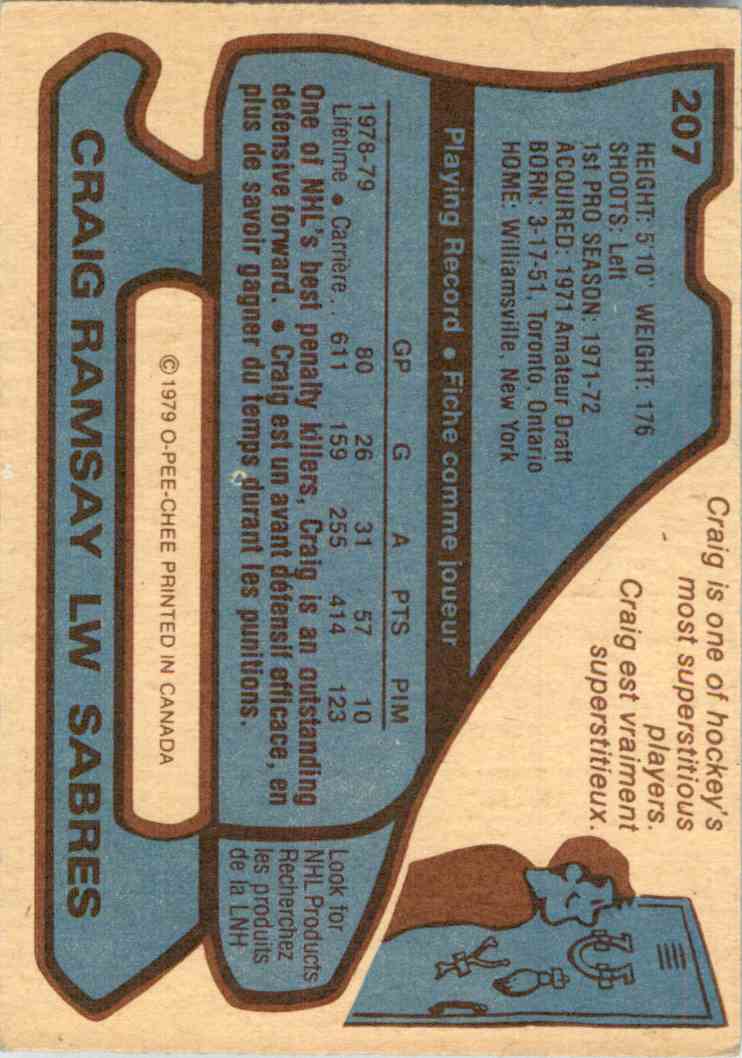 207
HEIGHT: 5'10" WEIGHT: 176
SHOOTS: Left
1st PRO SEASON: 1971-72
ACQUIRED: 1971 Amateur Draft
BORN: 3-17-51, Toronto, Ontario
HOME: Williamsville, New York
Craig is one of hockey's
most superstitious
players.
Craig est vraiment
superstitieux.
Playing Record • Fiche comme joueur
GP G A PTS PIM
1978-79 80 26 31 57 10
Lifetime • Carrière.. 611 159 255 414 123
One of NHL's best penalty killers, Craig is an outstanding
defensive forward. • Craig est un avant défensif efficace, en
plus de savoir gagner du temps durant les punitions.
Look for
NHL Products
Recherchez
les produits
de la LNH
©1979 O-PEE-CHEE PRINTED IN CANADA
CRAIG RAMSAY LW SABRES